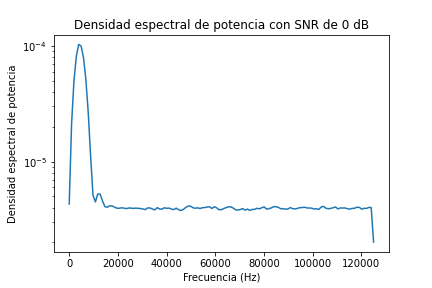 Densidad espectral de potencia con SNR de 0 dB
Densidad espectral de potencia
10⁻⁴
10⁻⁵
0 20000 40000 60000 80000 100000 120000
Frecuencia (Hz)